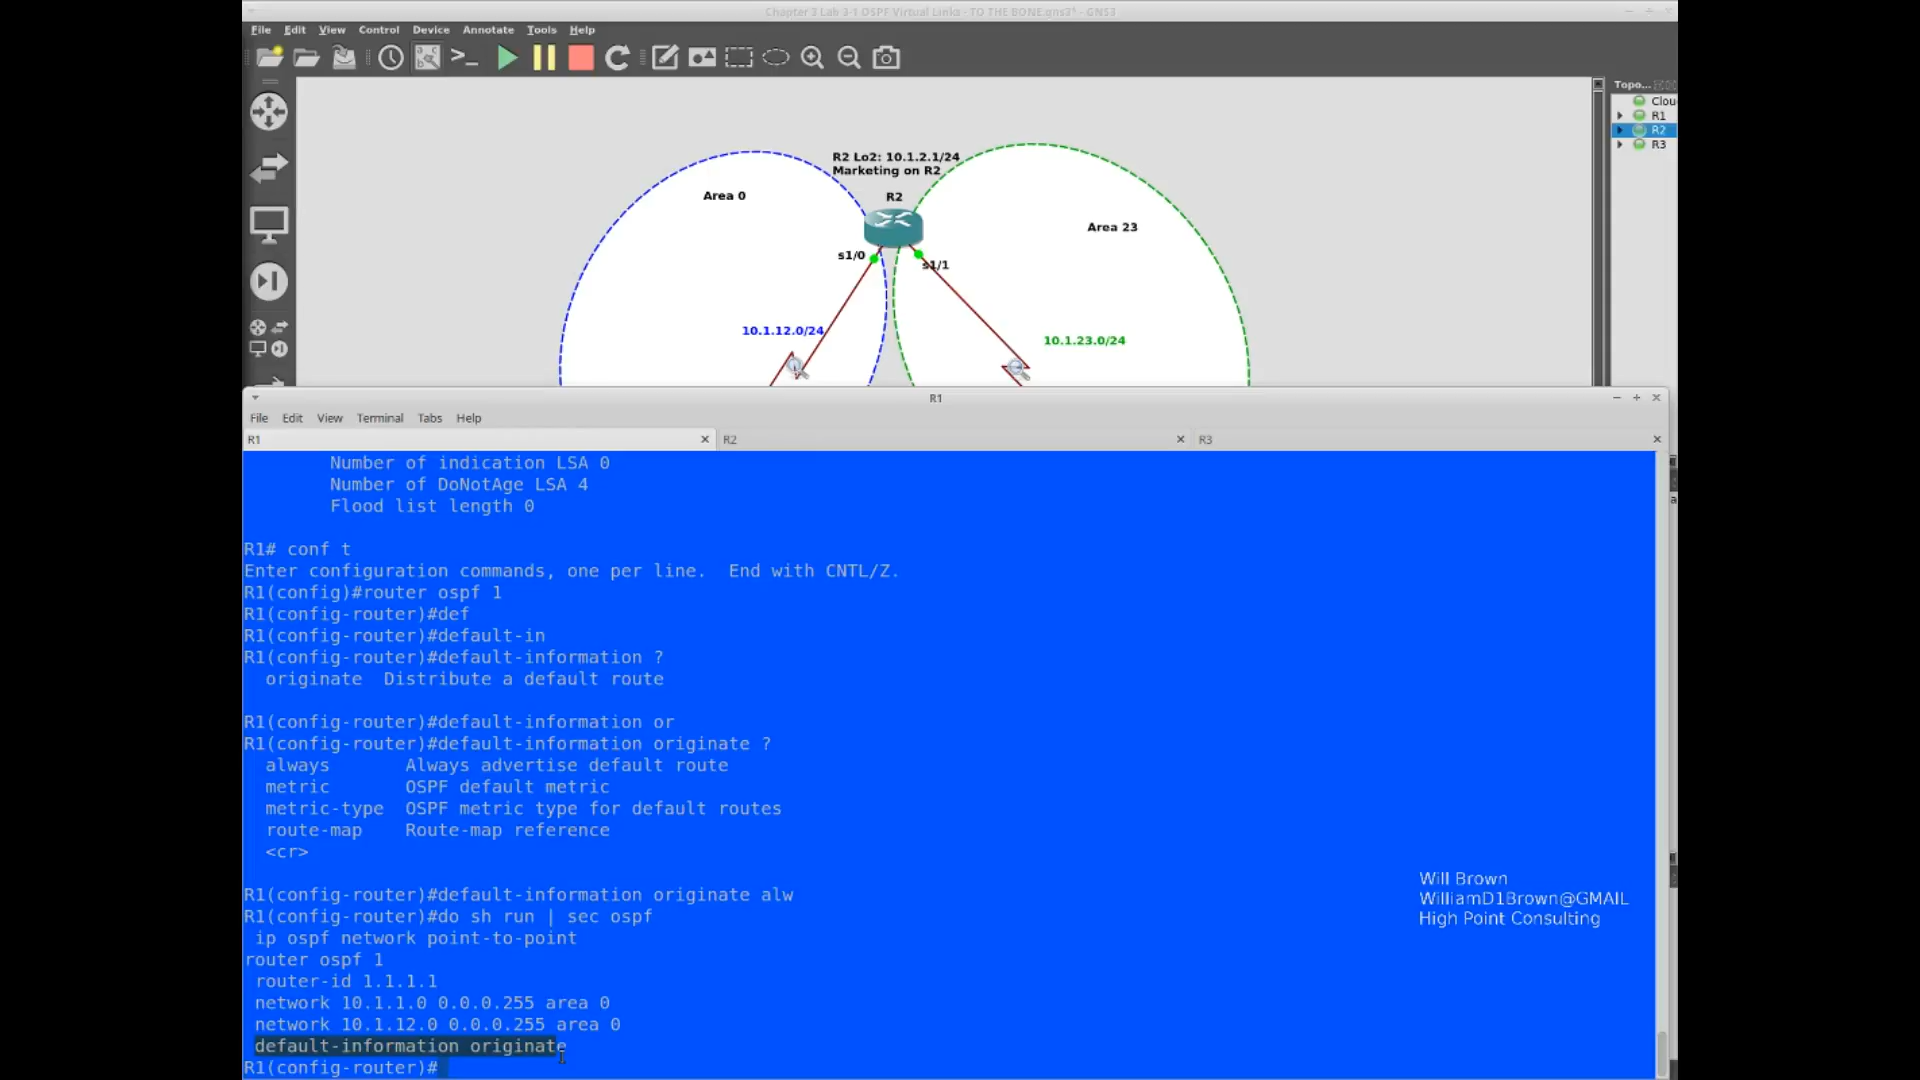 Chapter 3 Lab 3-1 OSPF Virtual Links - TO THE BONE.gns3* - GNS3
File Edit View Control Device Annotate Tools Help
Topo...
Clou
R1
R2
R3
R2 Lo2: 10.1.2.1/24
Marketing on R2
Area 0
R2
Area 23
s1/0
s1/1
10.1.12.0/24
10.1.23.0/24
R1
File Edit View Terminal Tabs Help
R1 R2 R3
Number of indication LSA 0
Number of DoNotAge LSA 4
Flood list length 0
R1# conf t
Enter configuration commands, one per line.  End with CNTL/Z.
R1(config)#router ospf 1
R1(config-router)#def
R1(config-router)#default-in
R1(config-router)#default-information ?
originate  Distribute a default route
R1(config-router)#default-information or
R1(config-router)#default-information originate ?
always       Always advertise default route
metric       OSPF default metric
metric-type  OSPF metric type for default routes
route-map    Route-map reference
<cr>
R1(config-router)#default-information originate alw
R1(config-router)#do sh run | sec ospf
ip ospf network point-to-point
router ospf 1
router-id 1.1.1.1
network 10.1.1.0 0.0.0.255 area 0
network 10.1.12.0 0.0.0.255 area 0
default-information originate
R1(config-router)#
Will Brown
WilliamD1Brown@GMAIL
High Point Consulting